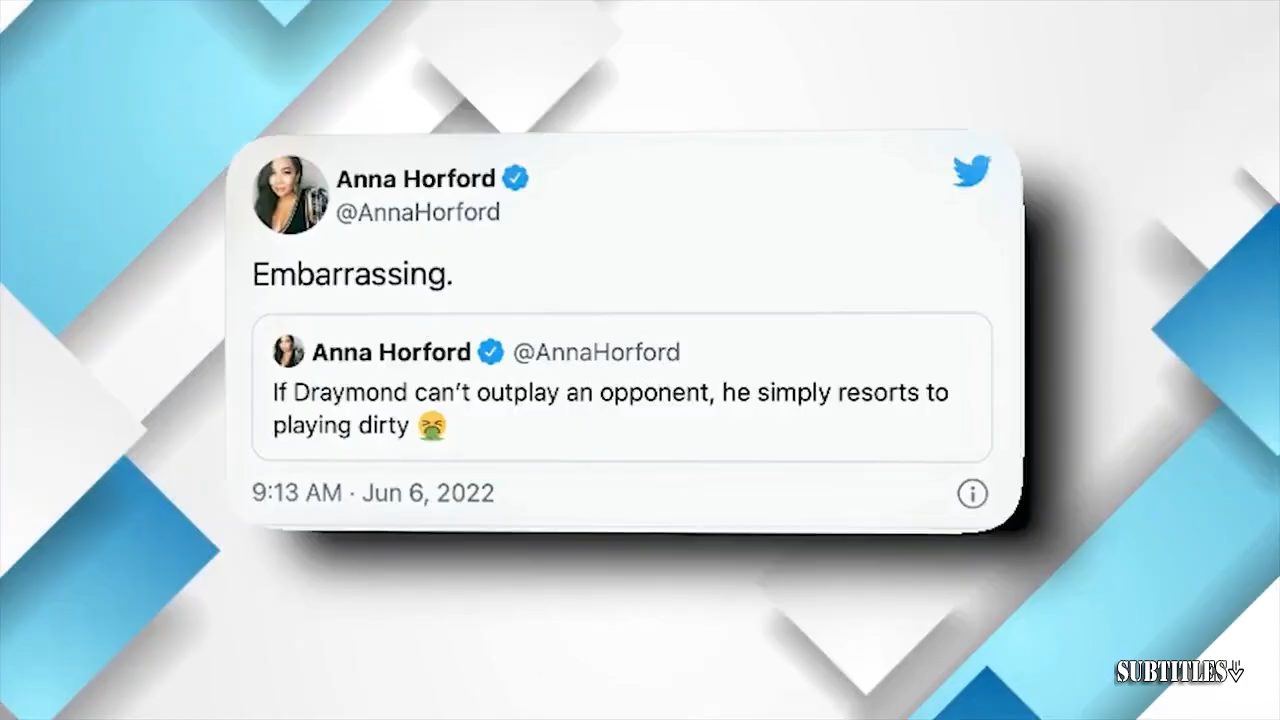 Anna Horford
@AnnaHorford
Embarrassing.
Anna Horford @AnnaHorford
If Draymond can't outplay an opponent, he simply resorts to
playing dirty 🤮
9:13 AM · Jun 6, 2022
SUBTITLES